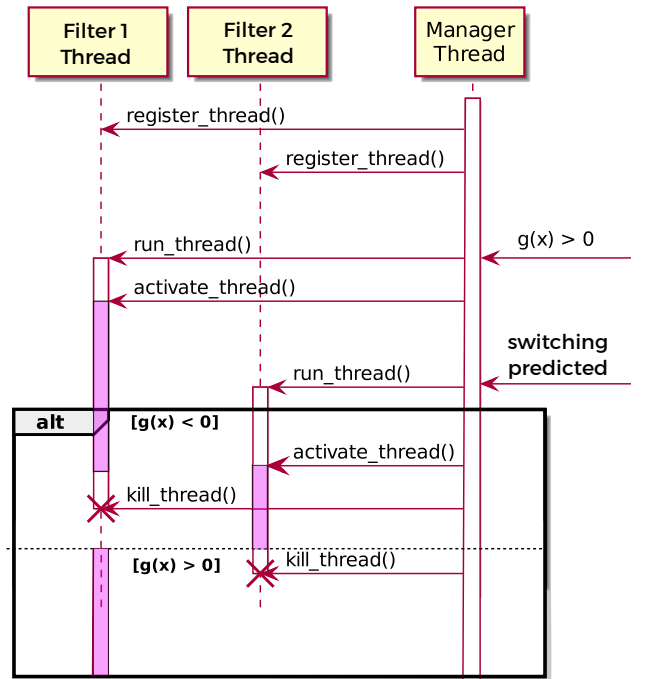 Filter 1
Thread
Filter 2
Thread
Manager
Thread
register_thread()
register_thread()
g(x) > 0
run_thread()
activate_thread()
switching
predicted
run_thread()
alt
[g(x) < 0]
activate_thread()
kill_thread()
[g(x) > 0]
kill_thread()